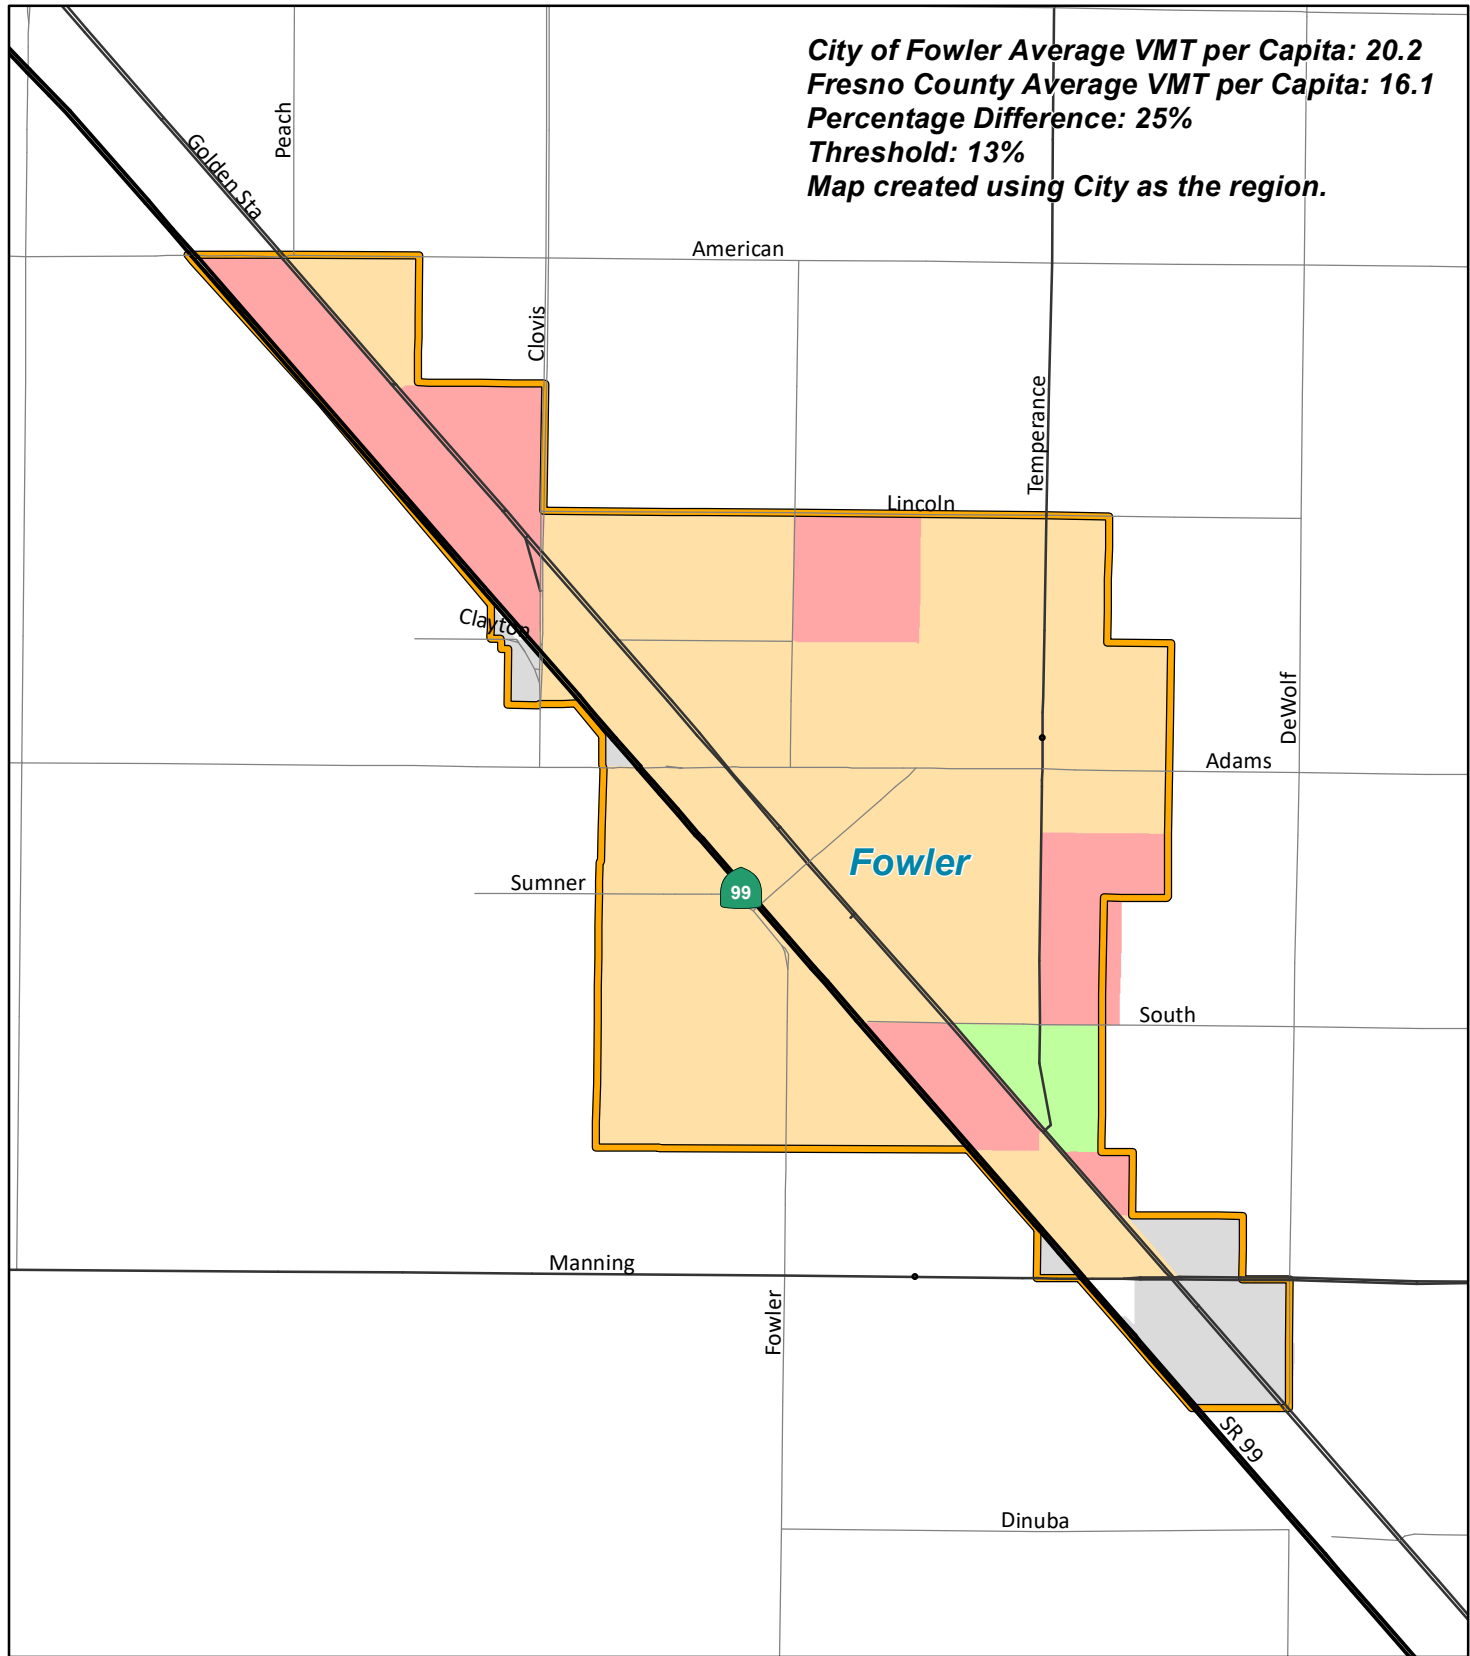 City of Fowler Average VMT per Capita: 20.2
Fresno County Average VMT per Capita: 16.1
Percentage Difference: 25%
Threshold: 13%
Map created using City as the region.
Peach
Golden Sta
American
Clovis
Temperance
Lincoln
Clayton
DeWolf
Adams
Fowler
Sumner
99
South
Manning
Fowler
SR 99
Dinuba